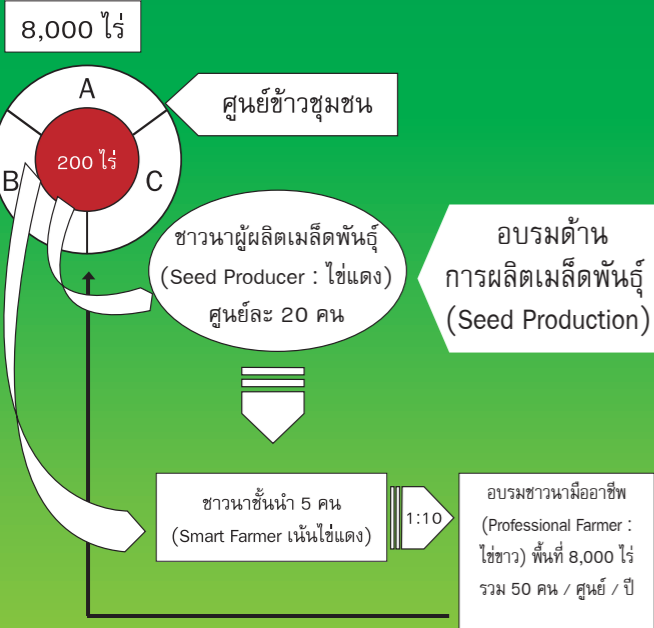 8,000 ไร่
A
B
C
200 ไร่
ศูนย์ข้าวชุมชน
ชาวนาผู้ผลิตเมล็ดพันธุ์
(Seed Producer : ไข่แดง)
ศูนย์ละ 20 คน
อบรมด้าน
การผลิตเมล็ดพันธุ์
(Seed Production)
ชาวนาชั้นนำ 5 คน
(Smart Farmer เน้นไข่แดง)
1:10
อบรมชาวนามืออาชีพ
(Professional Farmer :
ไข่ขาว) พื้นที่ 8,000 ไร่
รวม 50 คน / ศูนย์ / ปี